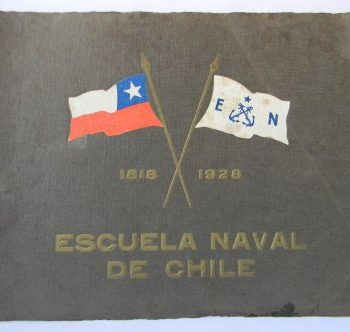 E N
1818 1928
ESCUELA NAVAL
DE CHILE